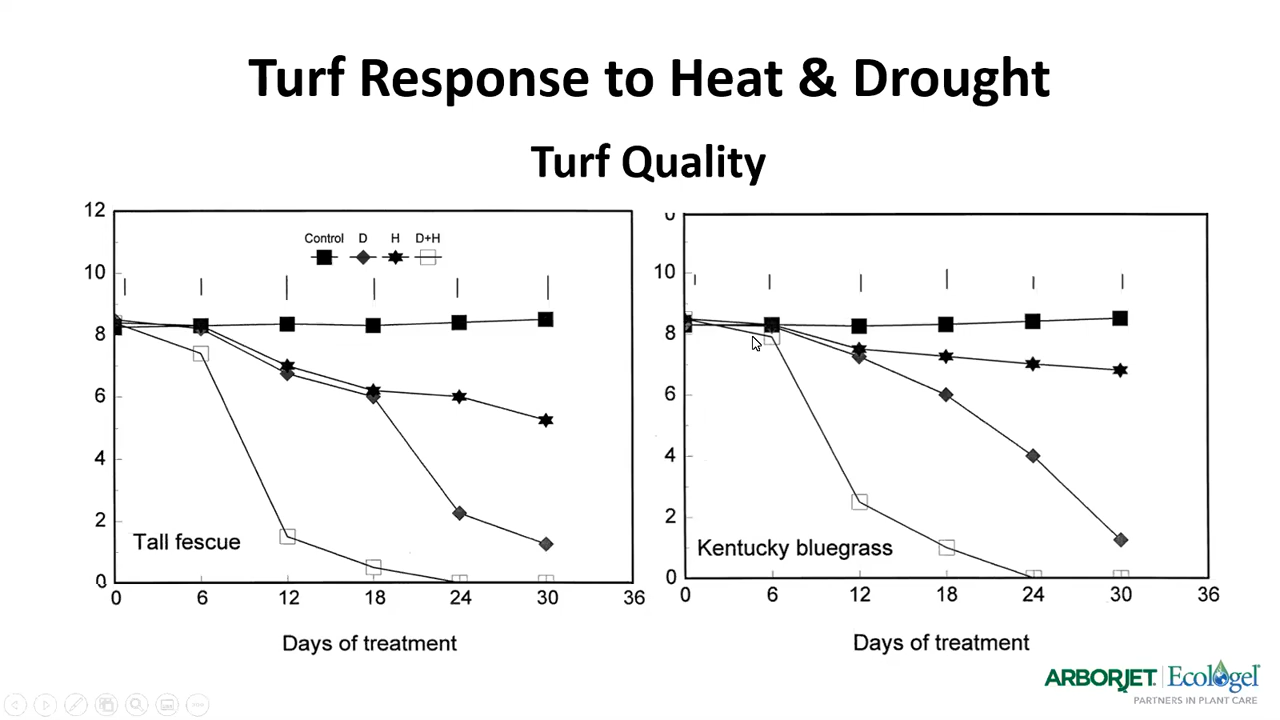 Turf Response to Heat & Drought
Turf Quality
12
10
8
6
4
2
0
Control D H D+H
Tall fescue
0 6 12 18 24 30 36
Days of treatment
10
8
6
4
2
0
Kentucky bluegrass
0 6 12 18 24 30 36
Days of treatment
ARBORJET | Ecologel
PARTNERS IN PLANT CARE